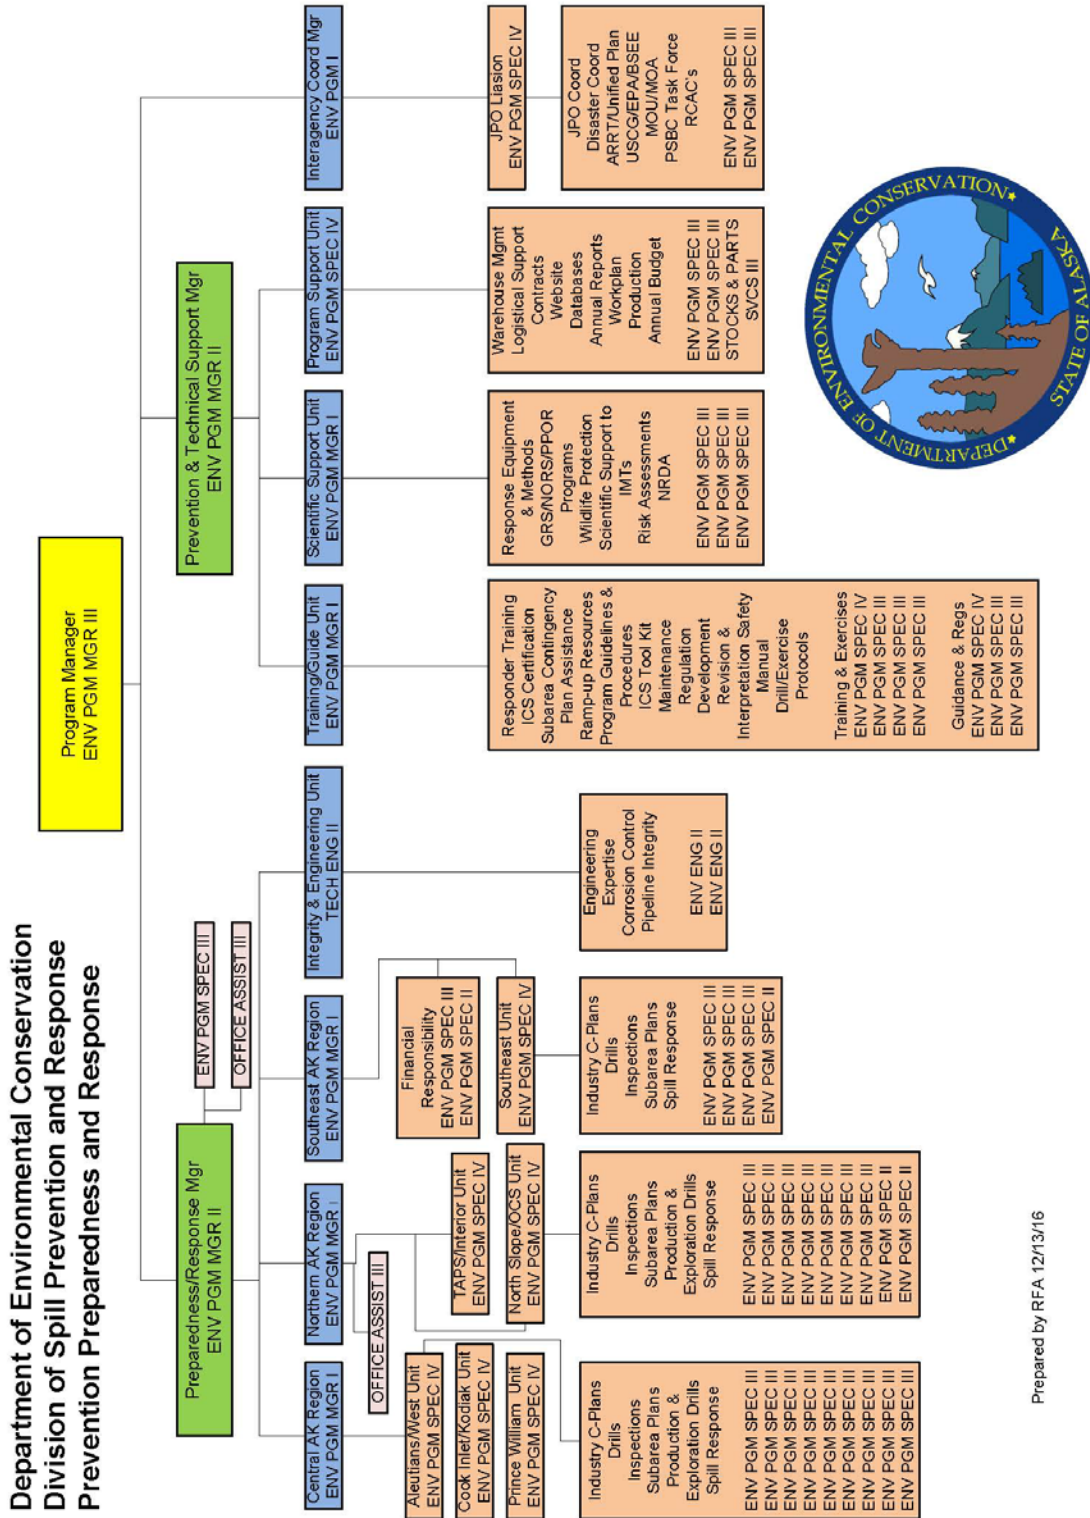 Department of Environmental Conservation
Division of Spill Prevention and Response
Prevention Preparedness and Response
Program Manager
ENV PGM MGR III
Preparedness/Response Mgr
ENV PGM MGR II
ENV PGM SPEC III
OFFICE ASSIST III
Prevention & Technical Support Mgr
ENV PGM MGR II
Central AK Region
ENV PGM MGR I
Northern AK Region
ENV PGM MGR I
Southeast AK Region
ENV PGM MGR I
Integrity & Engineering Unit
TECH ENG II
Training/Guide Unit
ENV PGM MGR I
Scientific Support Unit
ENV PGM MGR I
Program Support Unit
ENV PGM SPEC IV
Interagency Coord Mgr
ENV PGM I
OFFICE ASSIST III
Aleutians/West Unit
ENV PGM SPEC IV
Cook Inlet/Kodiak Unit
ENV PGM SPEC IV
Prince William Unit
ENV PGM SPEC IV
Industry C-Plans
Drills
Inspections
Subarea Plans
Production &
Exploration Drills
Spill Response
ENV PGM SPEC III
ENV PGM SPEC III
ENV PGM SPEC III
ENV PGM SPEC III
ENV PGM SPEC III
ENV PGM SPEC III
ENV PGM SPEC III
ENV PGM SPEC III
ENV PGM SPEC III
ENV PGM SPEC III
TAPS/Interior Unit
ENV PGM SPEC IV
North Slope/OCS Unit
ENV PGM SPEC IV
Industry C-Plans
Drills
Inspections
Subarea Plans
Production &
Exploration Drills
Spill Response
ENV PGM SPEC III
ENV PGM SPEC III
ENV PGM SPEC III
ENV PGM SPEC III
ENV PGM SPEC III
ENV PGM SPEC III
ENV PGM SPEC III
ENV PGM SPEC II
ENV PGM SPEC II
Financial
Responsibility
ENV PGM SPEC III
ENV PGM SPEC II
Southeast Unit
ENV PGM SPEC IV
Industry C-Plans
Drills
Inspections
Subarea Plans
Spill Response
ENV PGM SPEC III
ENV PGM SPEC III
ENV PGM SPEC III
ENV PGM SPEC II
Engineering
Expertise
Corrosion Control
Pipeline Integrity
ENV ENG II
ENV ENG II
Responder Training
ICS Certification
Subarea Contingency
Plan Assistance
Ramp-up Resources
Program Guidelines &
Procedures
ICS Tool Kit
Maintenance
Regulation
Development
Revision &
Interpretation Safety
Manual
Drill/Exercise
Protocols
Training & Exercises
ENV PGM SPEC IV
ENV PGM SPEC III
ENV PGM SPEC III
ENV PGM SPEC III
Guidance & Regs
ENV PGM SPEC IV
ENV PGM SPEC III
ENV PGM SPEC III
Response Equipment
& Methods
GRS/NORS/PPOR
Programs
Wildlife Protection
Scientific Support to
IMTs
Risk Assessments
NRDA
ENV PGM SPEC III
ENV PGM SPEC III
ENV PGM SPEC III
Warehouse Mgmt
Logistical Support
Contracts
Website
Databases
Annual Reports
Workplan
Production
Annual Budget
ENV PGM SPEC III
ENV PGM SPEC III
STOCKS & PARTS
SVCS III
JPO Liasion
ENV PGM SPEC IV
JPO Coord
Disaster Coord
ARRT/Unified Plan
USCG/EPA/BSEE
MOU/MOA
PSBC Task Force
RCAC's
ENV PGM SPEC III
ENV PGM SPEC III
DEPARTMENT OF ENVIRONMENTAL CONSERVATION
STATE OF ALASKA
Prepared by RFA 12/13/16